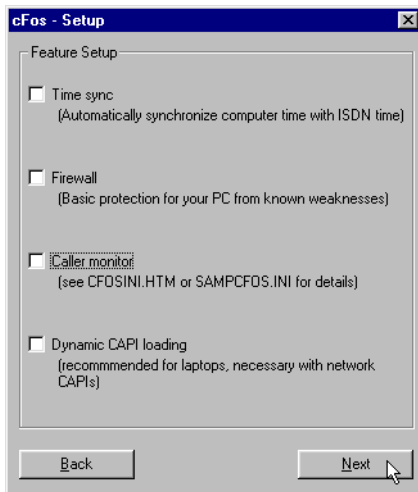 cFos - Setup
Feature Setup
Time sync
(Automatically synchronize computer time with ISDN time)
Firewall
(Basic protection for your PC from known weaknesses)
Caller monitor
(see CFOSINI.HTM or SAMPCFOS.INI for details)
Dynamic CAPI loading
(recommmended for laptops, necessary with network
CAPIs)
Back
Next